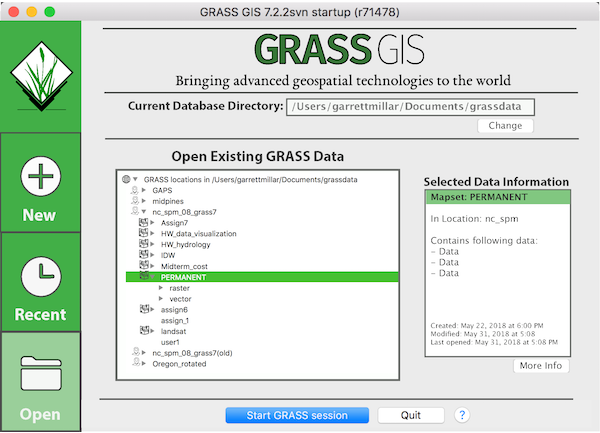 GRASS GIS 7.2.2svn startup (r71478)
GRASS GIS
Bringing advanced geospatial technologies to the world
Current Database Directory: /Users/garrettmillar/Documents/grassdata
Change
New
Recent
Open
Open Existing GRASS Data
GRASS locations in /Users/garrettmillar/Documents/grassdata
GAPS
midpines
nc_spm_08_grass7
Assign7
HW_data_visualization
HW_hydrology
IDW
Midterm_cost
PERMANENT
raster
vector
assign6
assign_1
landsat
user1
nc_spm_08_grass7(old)
Oregon_rotated
Selected Data Information
Mapset: PERMANENT
In Location: nc_spm
Contains following data:
– Data
– Data
– Data
Created: May 22, 2018 at 6:00 PM
Modified: May 31, 2018 at 5:08
Last opened: May 31, 2018 at 5:08 PM
More Info
Start GRASS session
Quit
?